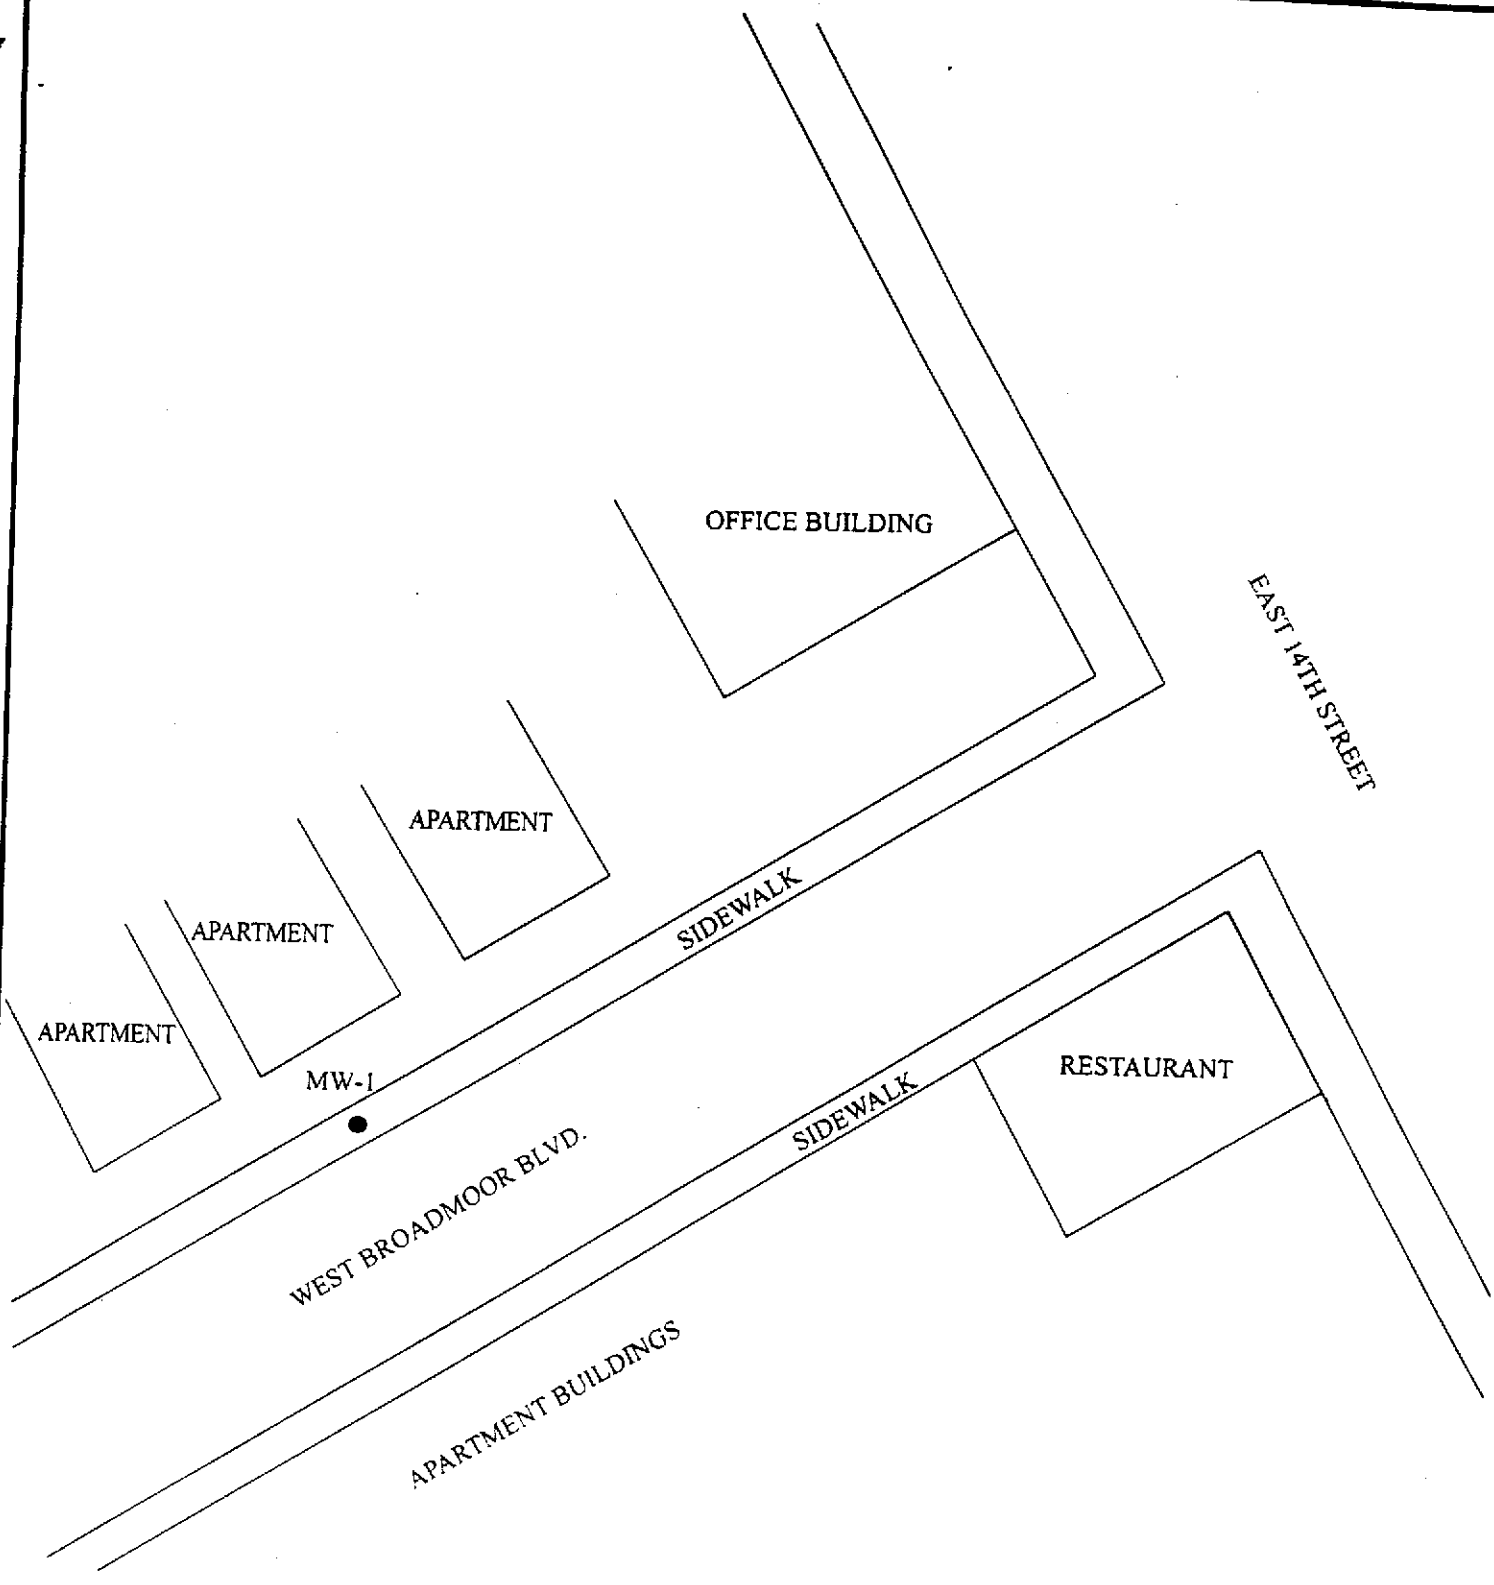 OFFICE BUILDING
EAST 14TH STREET
APARTMENT
SIDEWALK
APARTMENT
APARTMENT
MW-1
RESTAURANT
SIDEWALK
WEST BROADMOOR BLVD.
APARTMENT BUILDINGS